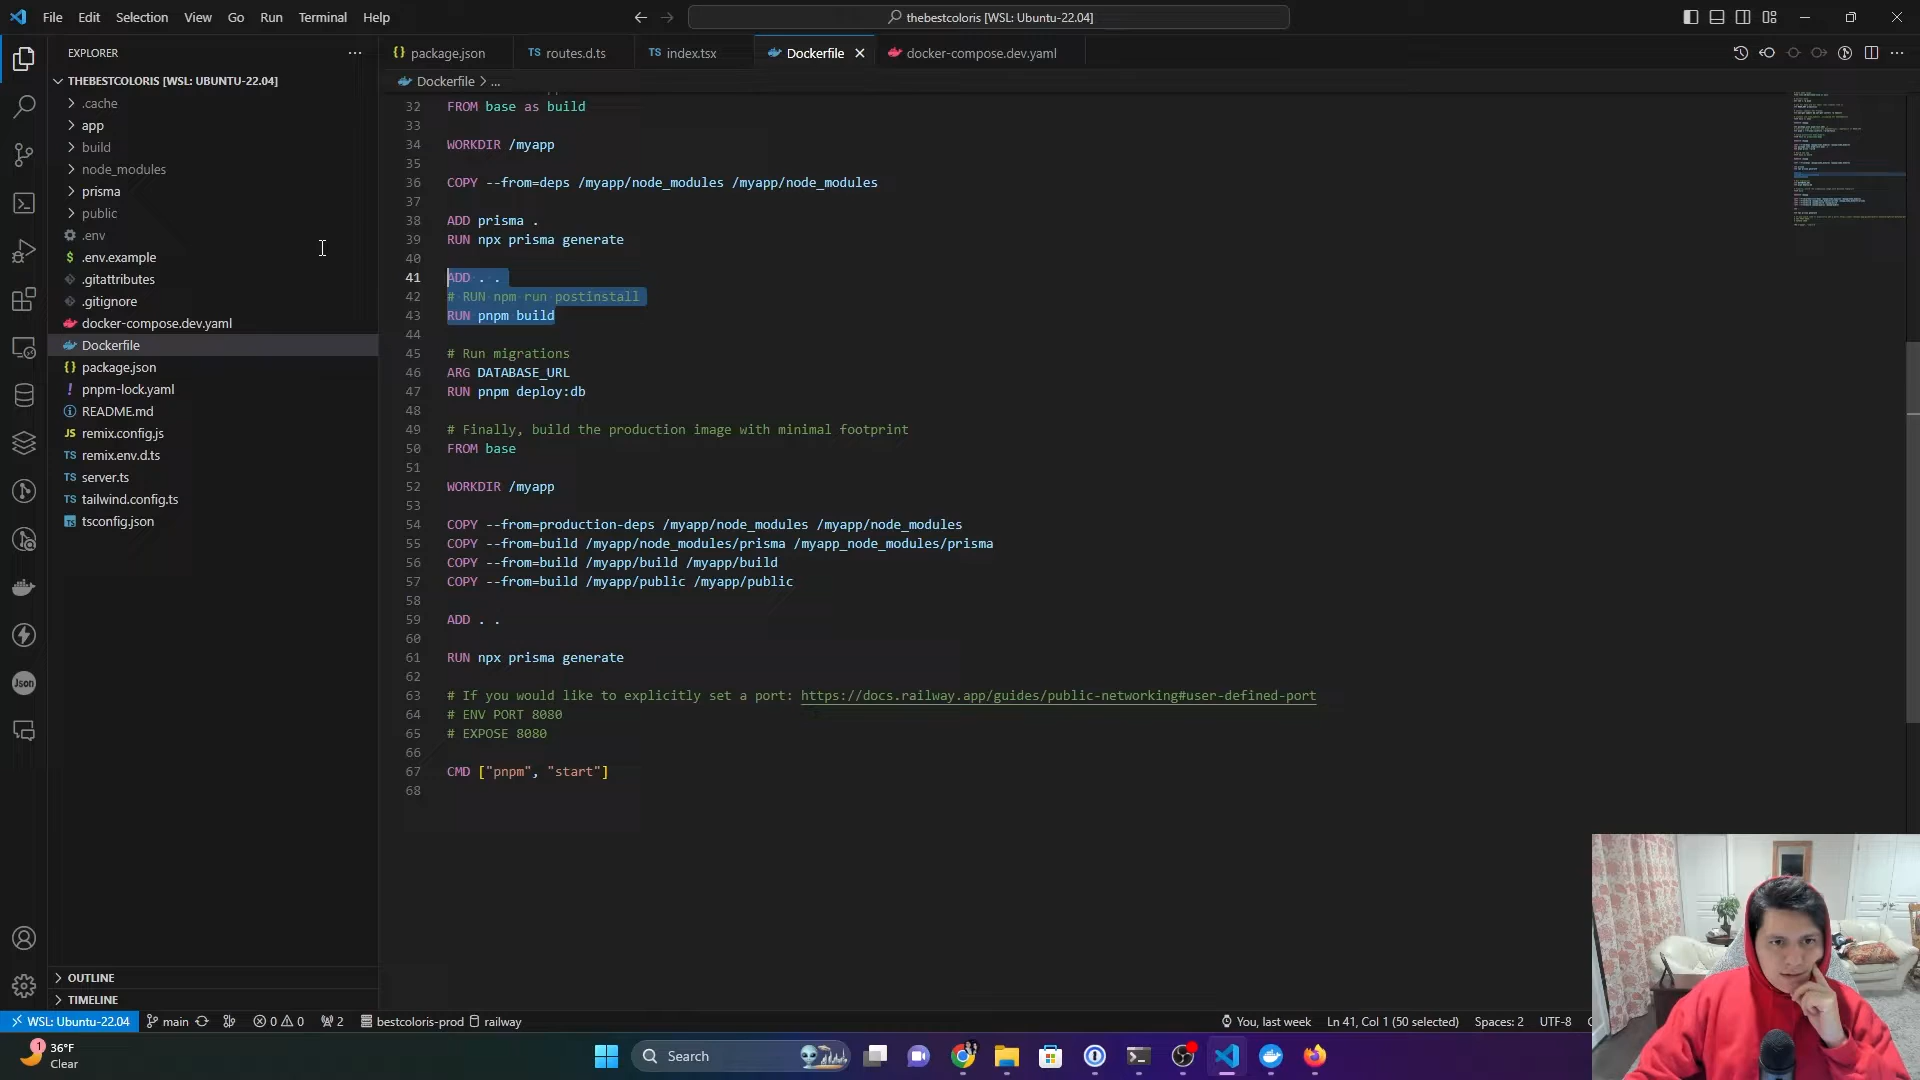 File Edit Selection View Go Run Terminal Help
thebestcoloris [WSL: Ubuntu-22.04]
EXPLORER
THEBESTCOLORIS [WSL: UBUNTU-22.04]
.cache
app
build
node_modules
prisma
public
.env
.env.example
.gitattributes
.gitignore
docker-compose.dev.yaml
Dockerfile
package.json
pnpm-lock.yaml
README.md
remix.config.js
remix.env.d.ts
server.ts
tailwind.config.ts
tsconfig.json
OUTLINE
TIMELINE
package.json
TS routes.d.ts
TS index.tsx
Dockerfile
docker-compose.dev.yaml
Dockerfile > ...
32 FROM base as build
33
34 WORKDIR /myapp
35
36 COPY --from=deps /myapp/node_modules /myapp/node_modules
37
38 ADD prisma .
39 RUN npx prisma generate
40
41 ADD . .
42 # RUN npm run postinstall
43 RUN pnpm build
44
45 # Run migrations
46 ARG DATABASE_URL
47 RUN pnpm deploy:db
48
49 # Finally, build the production image with minimal footprint
50 FROM base
51
52 WORKDIR /myapp
53
54 COPY --from=production-deps /myapp/node_modules /myapp/node_modules
55 COPY --from=build /myapp/node_modules/prisma /myapp_node_modules/prisma
56 COPY --from=build /myapp/build /myapp/build
57 COPY --from=build /myapp/public /myapp/public
58
59 ADD . .
60
61 RUN npx prisma generate
62
63 # If you would like to explicitly set a port: https://docs.railway.app/guides/public-networking#user-defined-port
64 # ENV PORT 8080
65 # EXPOSE 8080
66
67 CMD ["pnpm", "start"]
68
WSL: Ubuntu-22.04 main 0 0 2 bestcoloris-prod railway You, last week Ln 41, Col 1 (50 selected) Spaces: 2 UTF-8
1 36°F
Clear
Search